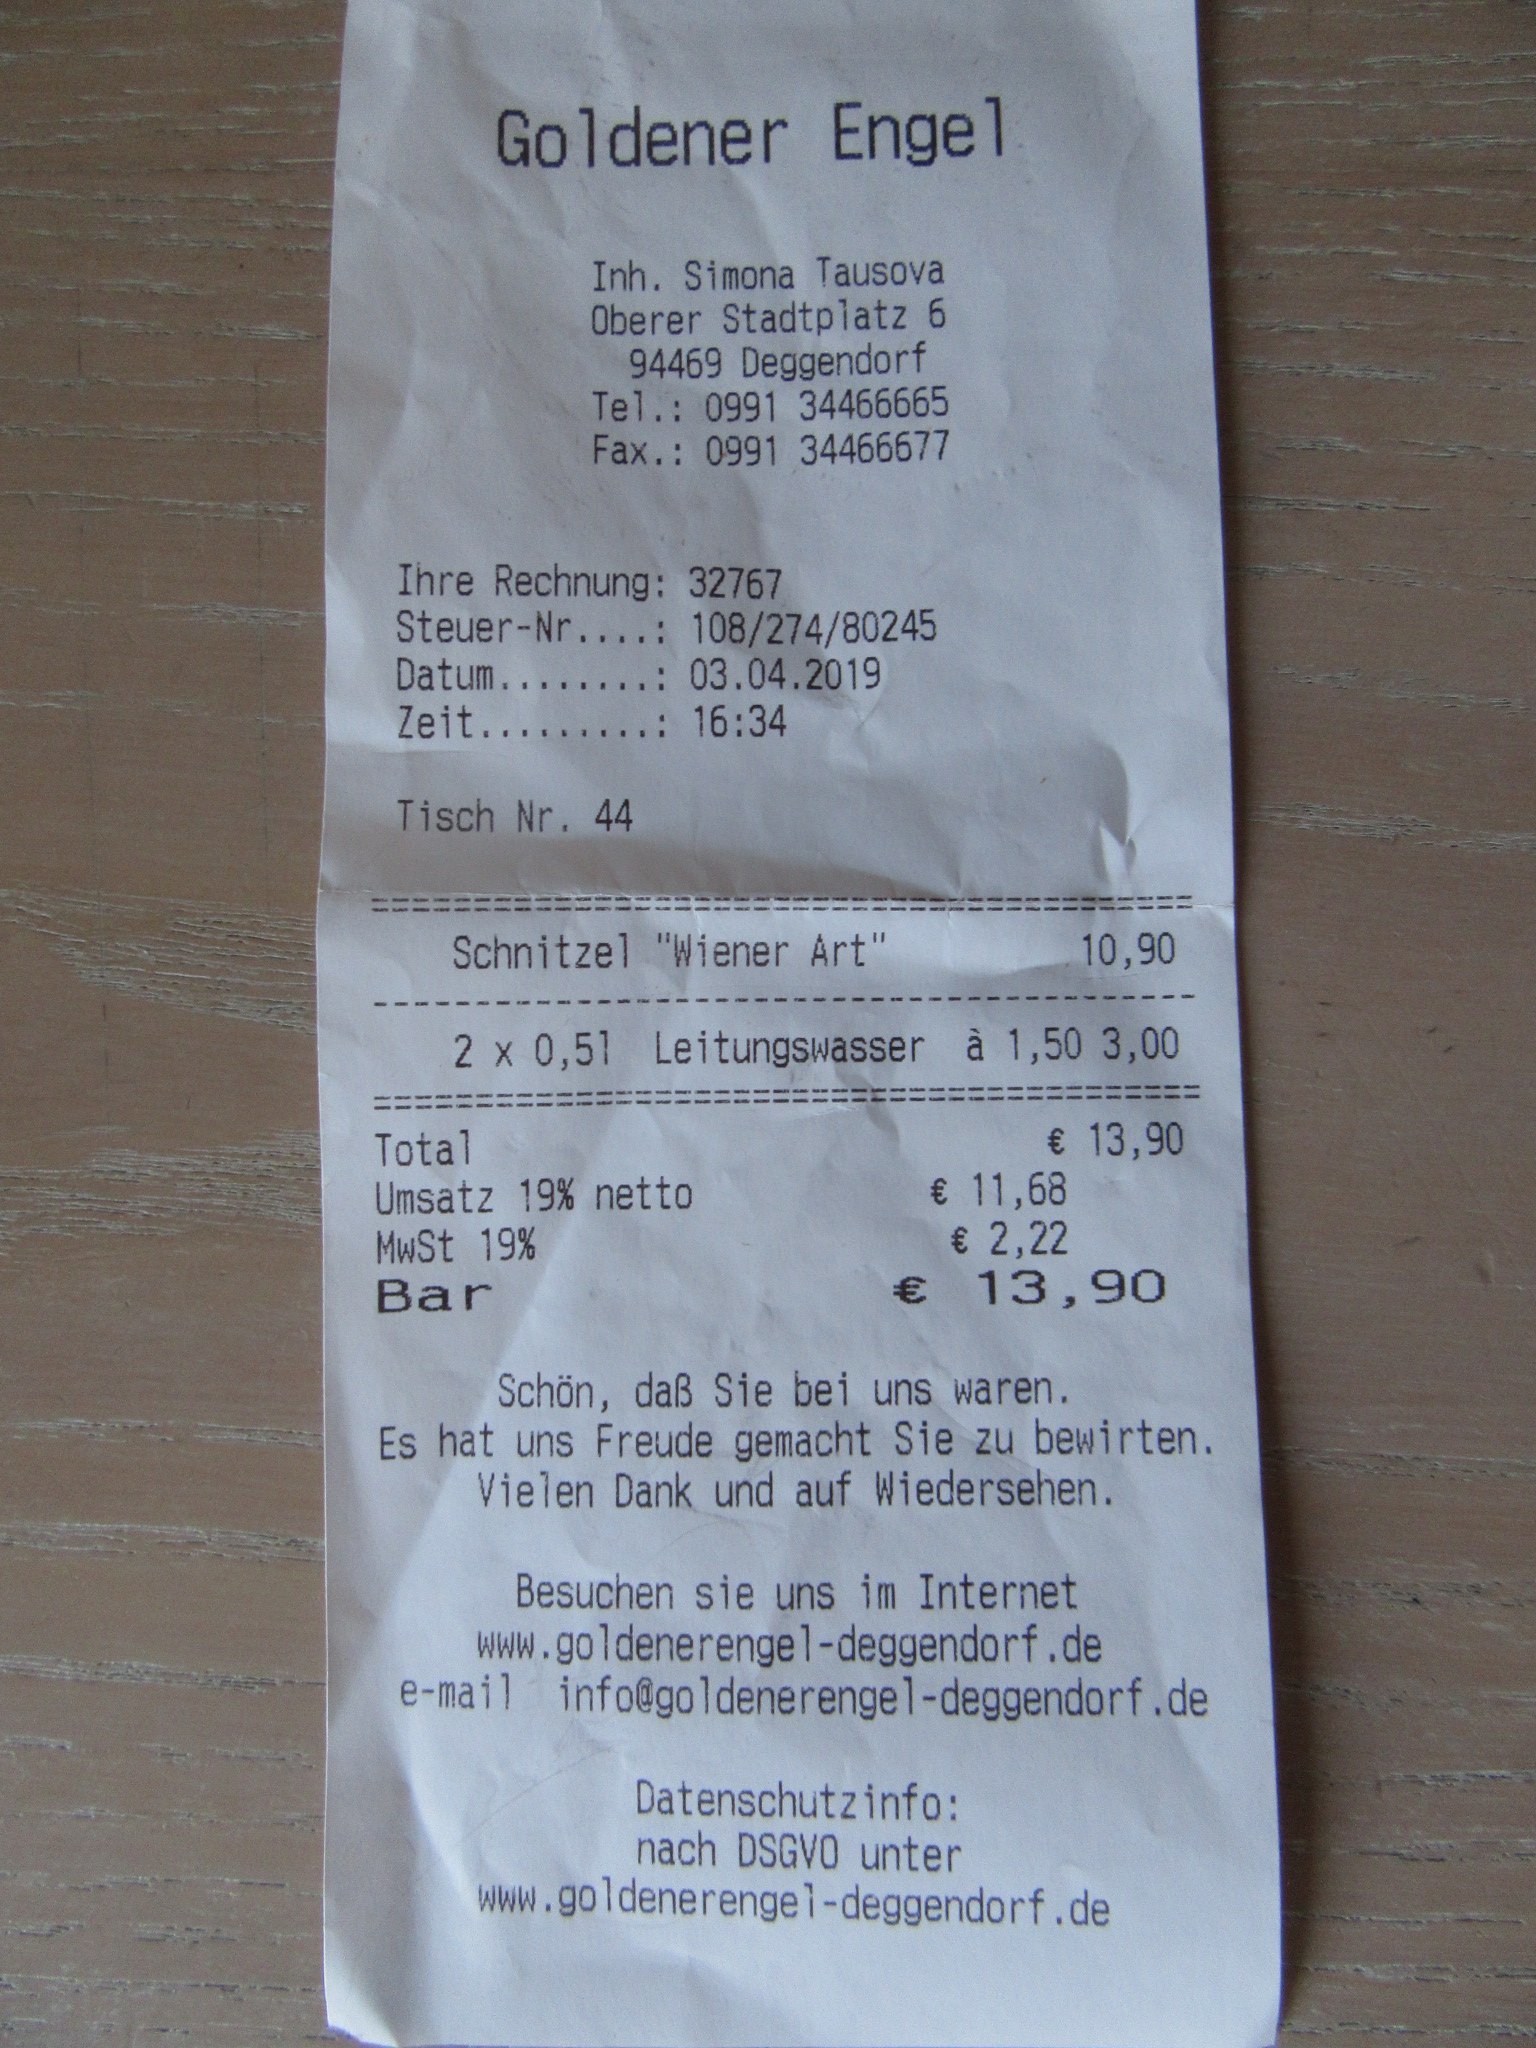 Goldener Engel
Inh. Simona Tausova
Oberer Stadtplatz 6
94469 Deggendorf
Tel.: 0991 34466665
Fax.: 0991 34466677
Ihre Rechnung: 32767
Steuer-Nr....: 108/274/80245
Datum........: 03.04.2019
Zeit.........: 16:34
Tisch Nr. 44
========================================
Schnitzel "Wiener Art" 10,90
----------------------------------------
2 x 0,5l Leitungswasser à 1,50 3,00
========================================
Total € 13,90
Umsatz 19% netto € 11,68
MwSt 19% € 2,22
Bar € 13,90
Schön, daß Sie bei uns waren.
Es hat uns Freude gemacht Sie zu bewirten.
Vielen Dank und auf Wiedersehen.
Besuchen sie uns im Internet
www.goldenerengel-deggendorf.de
e-mail info@goldenerengel-deggendorf.de
Datenschutzinfo:
nach DSGVO unter
www.goldenerengel-deggendorf.de